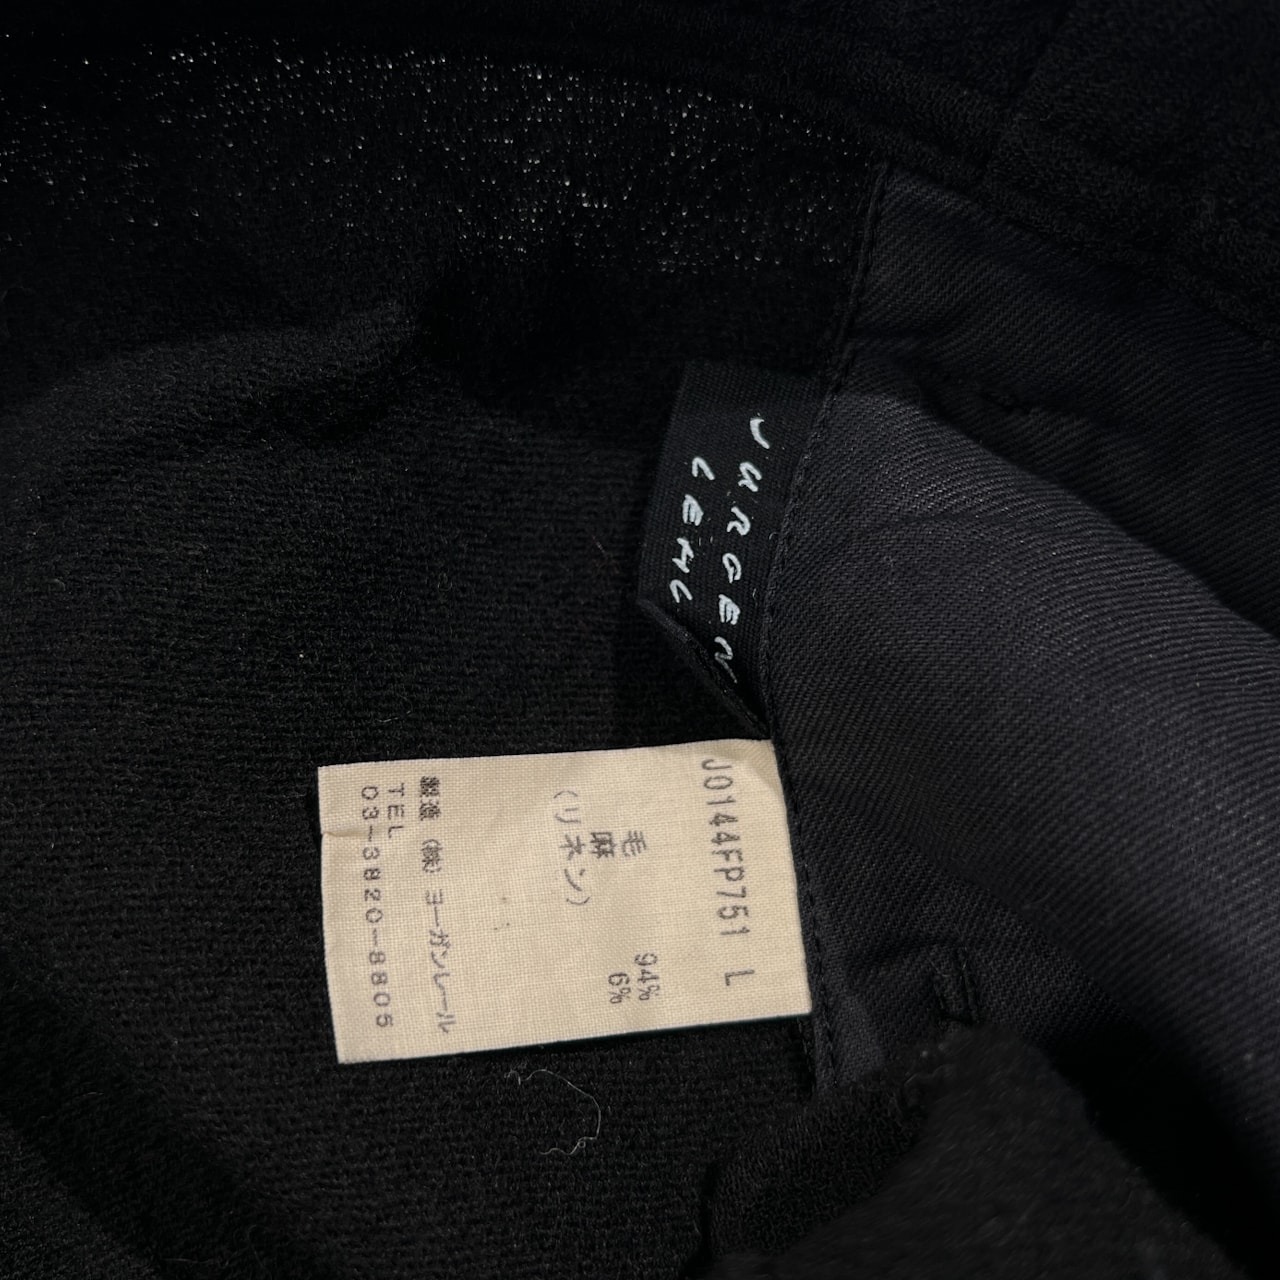 JURGEN
LEHL
J0144FP751 L
毛 94%
麻 6%
(リネン)
製造 (株) ヨーガンレール
TEL
03-3820-8805